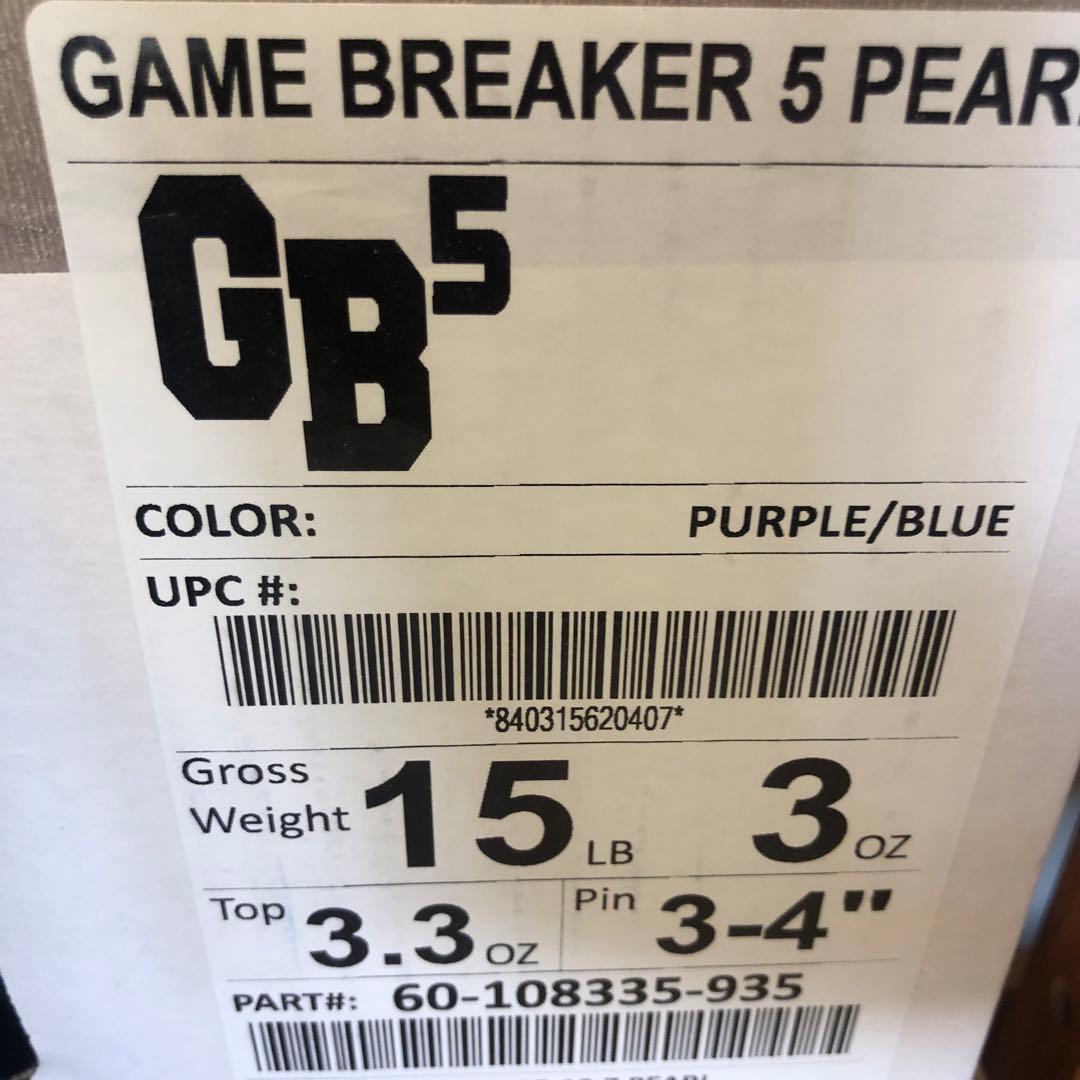 GAME BREAKER 5 PEAR
GB5
COLOR: PURPLE/BLUE
UPC #:
*840315620407*
Gross Weight 15 LB 3 OZ
Top 3.3 OZ Pin 3-4"
PART#: 60-108335-935